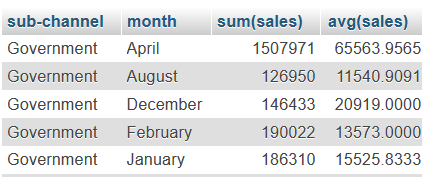 sub-channel month sum(sales) avg(sales)
Government April 1507971 65563.9565
Government August 126950 11540.9091
Government December 146433 20919.0000
Government February 190022 13573.0000
Government January 186310 15525.8333